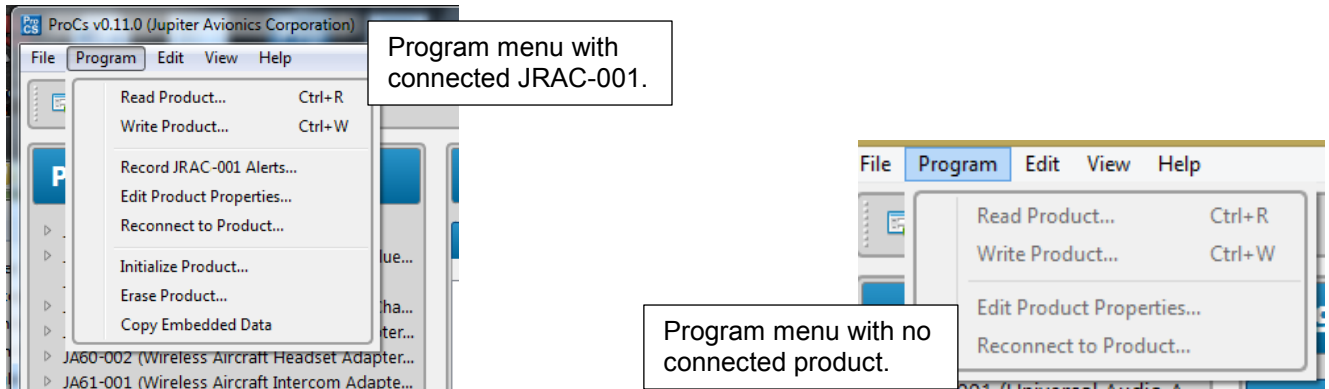 ProCs v0.11.0 (Jupiter Avionics Corporation)
File Program Edit View Help
Read Product... Ctrl+R
Write Product... Ctrl+W
Record JRAC-001 Alerts...
Edit Product Properties...
Reconnect to Product...
Initialize Product...
Erase Product...
Copy Embedded Data
JA60-002 (Wireless Aircraft Headset Adapter...
JA61-001 (Wireless Aircraft Intercom Adapte...
Program menu with
connected JRAC-001.
File Program Edit View Help
Read Product... Ctrl+R
Write Product... Ctrl+W
Edit Product Properties...
Reconnect to Product...
Program menu with no
connected product.